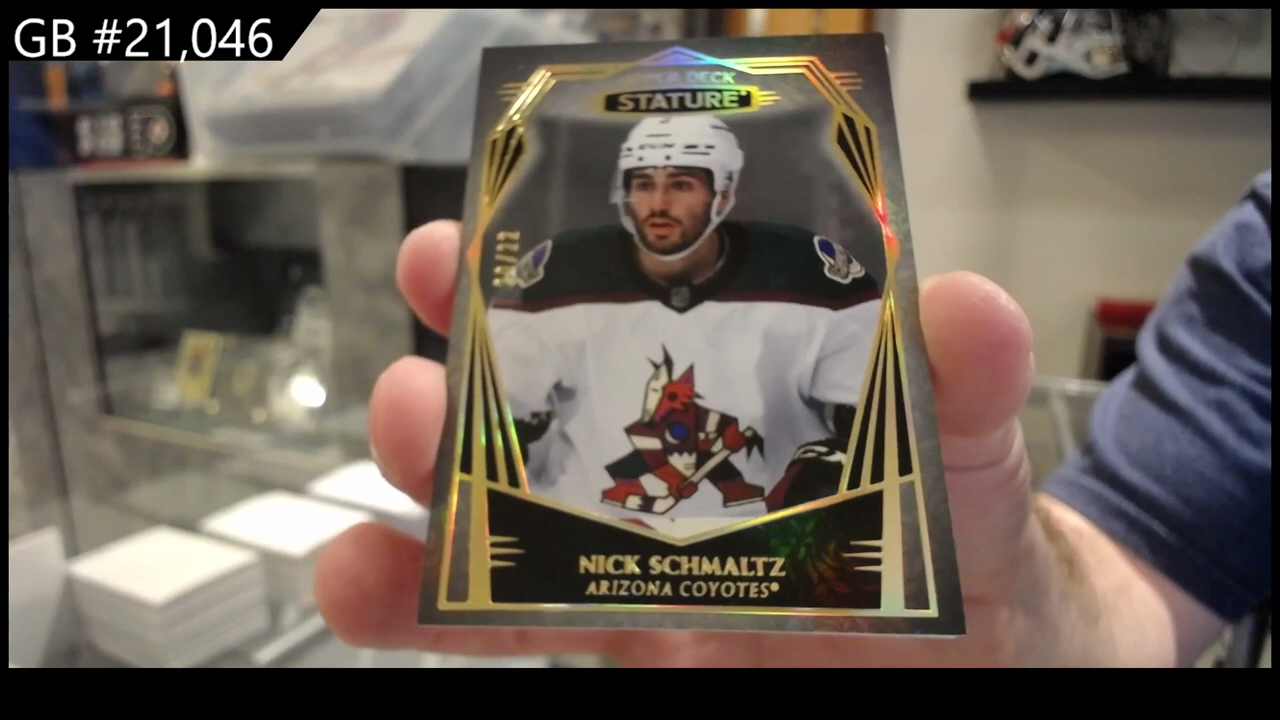 GB #21,046
UPPER DECK
STATURE
NICK SCHMALTZ
ARIZONA COYOTES®